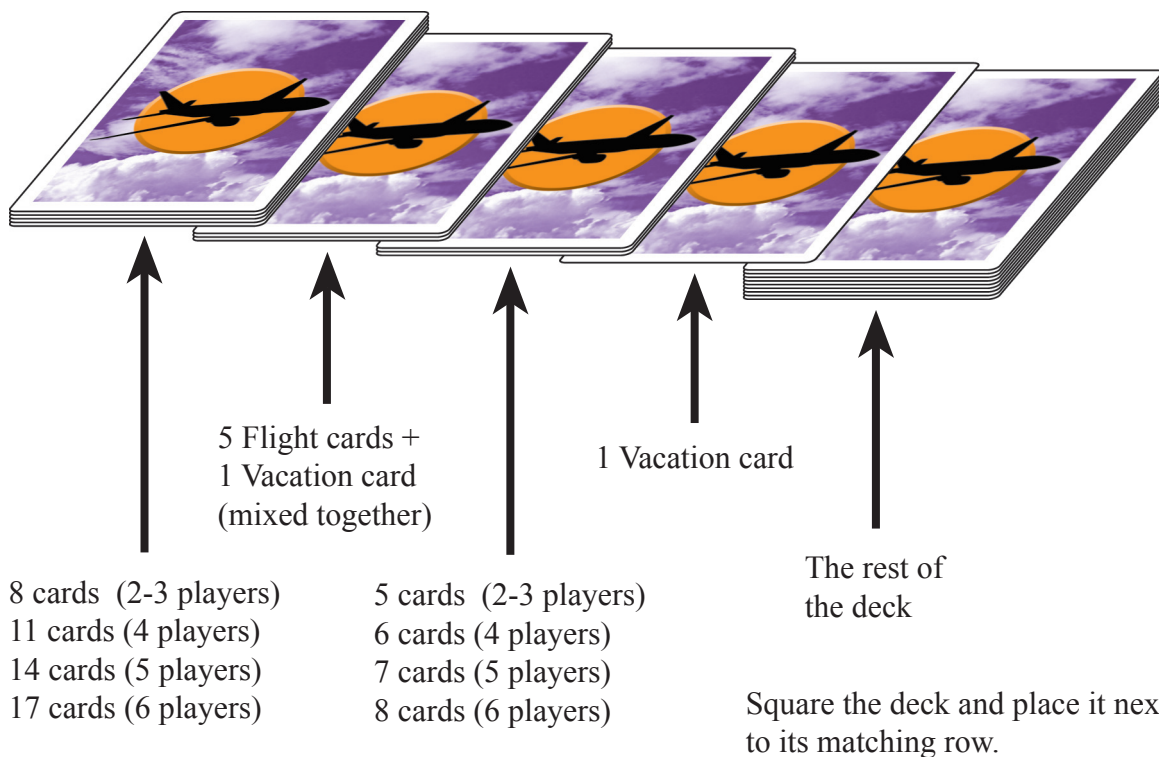 5 Flight cards +
1 Vacation card
(mixed together)
1 Vacation card
8 cards  (2-3 players)
11 cards (4 players)
14 cards (5 players)
17 cards (6 players)
5 cards  (2-3 players)
6 cards (4 players)
7 cards (5 players)
8 cards (6 players)
The rest of
the deck
Square the deck and place it nex
to its matching row.